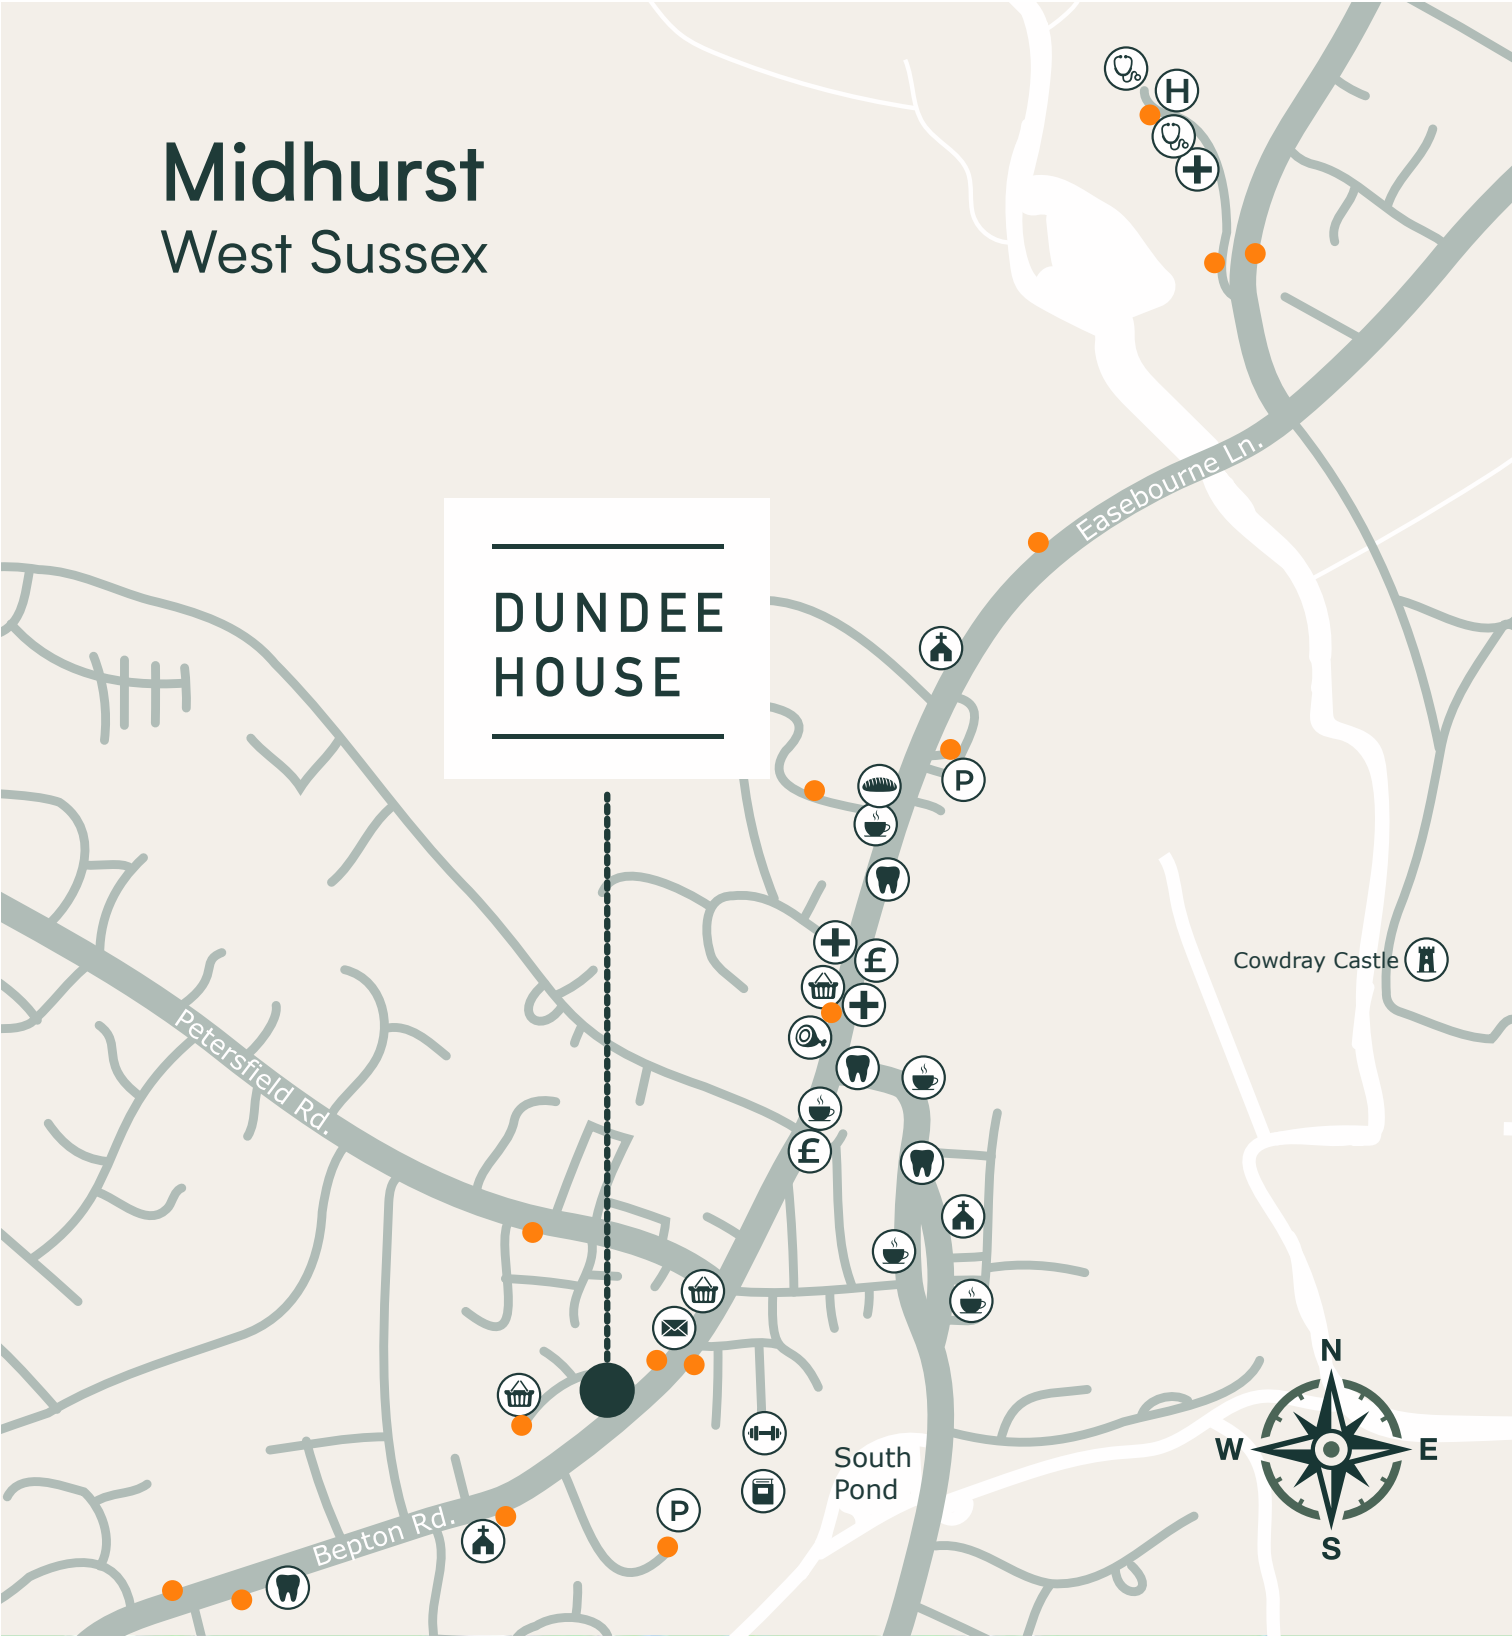 Midhurst
West Sussex
H
Easebourne Ln.
DUNDEE
HOUSE
P
£
Cowdray Castle
Petersfield Rd.
£
N
W
E
S
South
Pond
P
Bepton Rd.